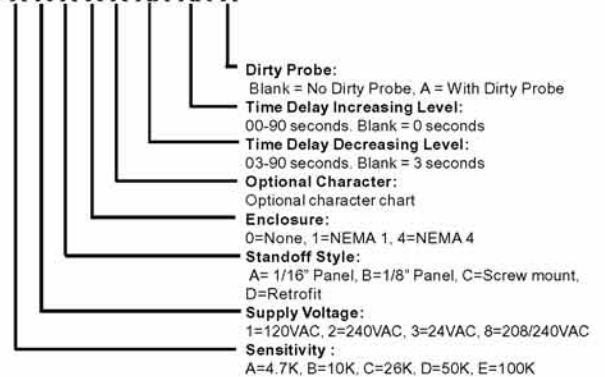 Dirty Probe:
Blank = No Dirty Probe, A = With Dirty Probe
Time Delay Increasing Level:
00-90 seconds. Blank = 0 seconds
Time Delay Decreasing Level:
03-90 seconds. Blank = 3 seconds
Optional Character:
Optional character chart
Enclosure:
0=None, 1=NEMA 1, 4=NEMA 4
Standoff Style:
A= 1/16" Panel, B=1/8" Panel, C=Screw mount,
D=Retrofit
Supply Voltage:
1=120VAC, 2=240VAC, 3=24VAC, 8=208/240VAC
Sensitivity :
A=4.7K, B=10K, C=26K, D=50K, E=100K